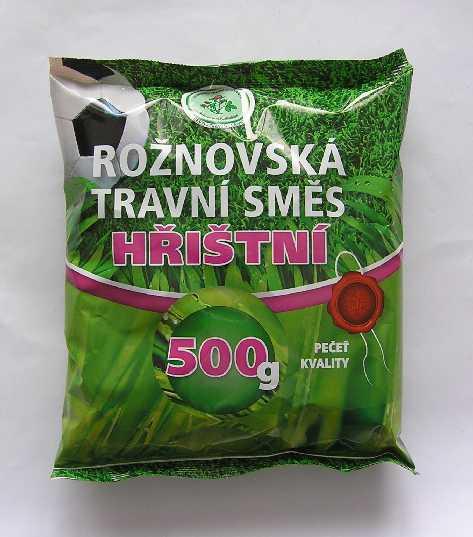 ROŽNOVSKÁ
TRAVNÍ SMĚS
HŘIŠTNÍ
500g
PEČEŤ
KVALITY